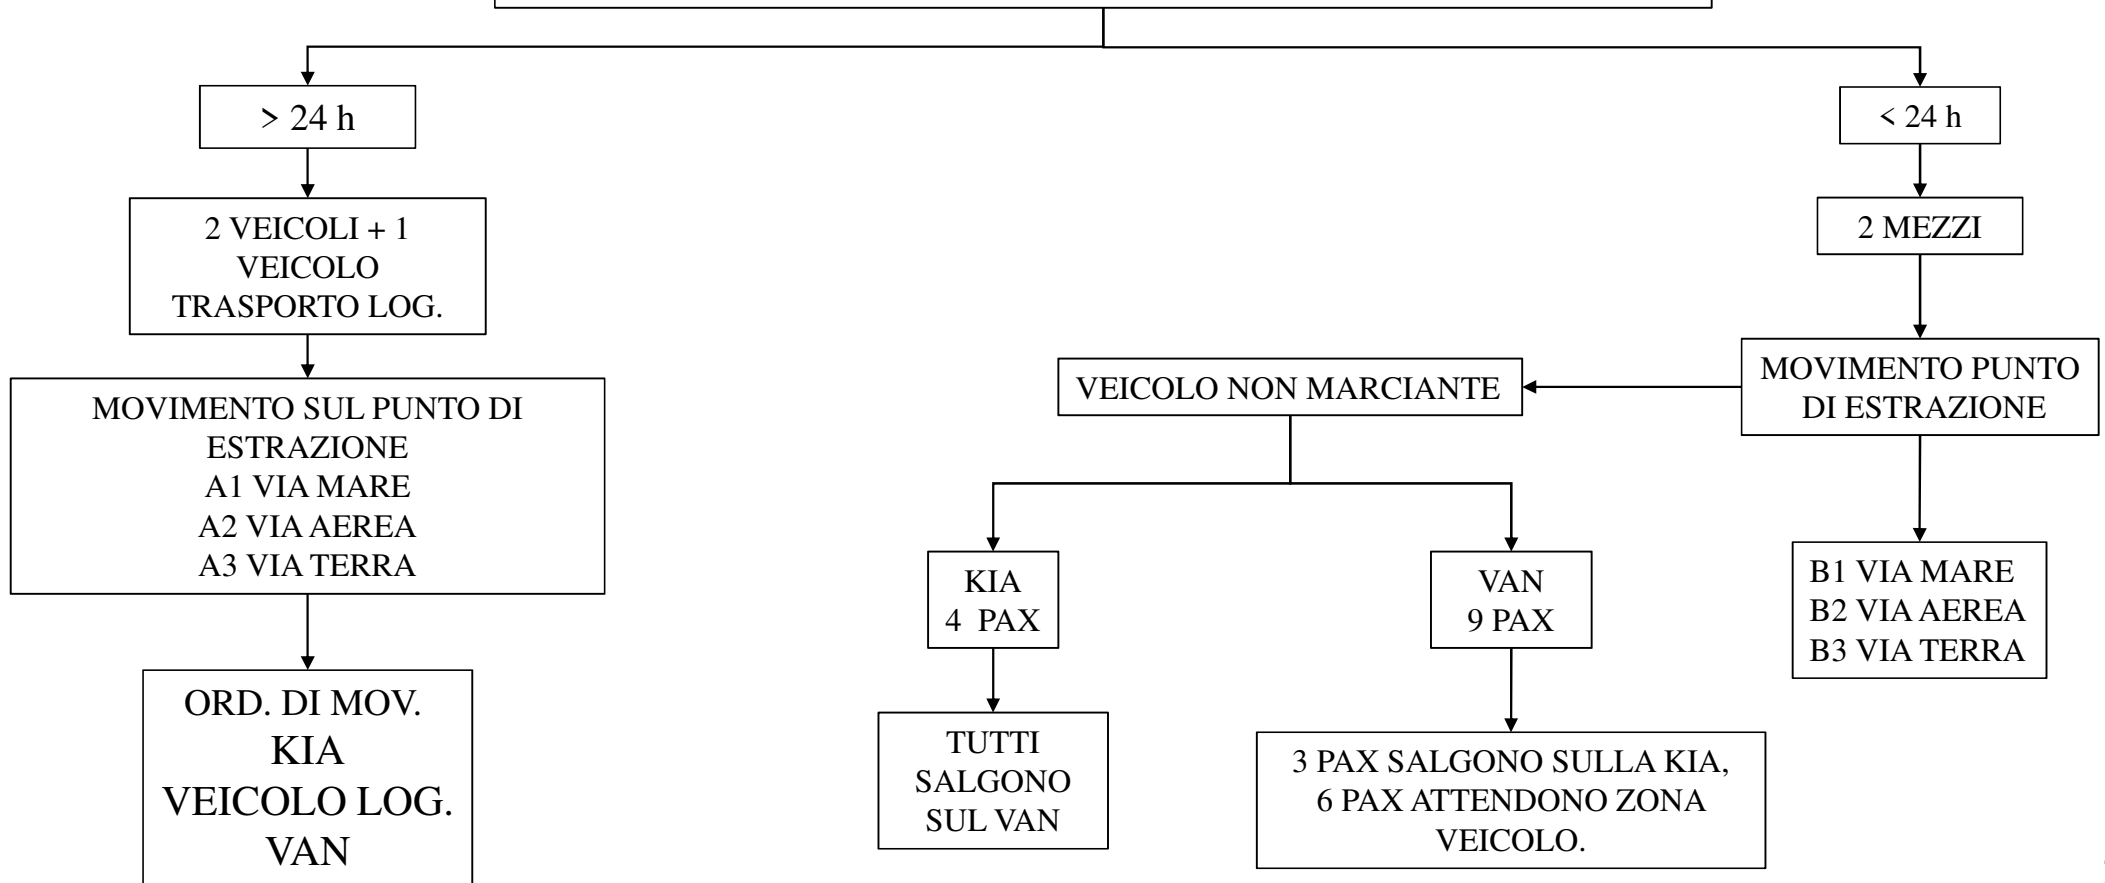 > 24 h
2 VEICOLI + 1
VEICOLO
TRASPORTO LOG.
MOVIMENTO SUL PUNTO DI
ESTRAZIONE
A1 VIA MARE
A2 VIA AEREA
A3 VIA TERRA
ORD. DI MOV.
KIA
VEICOLO LOG.
VAN
< 24 h
2 MEZZI
MOVIMENTO PUNTO
DI ESTRAZIONE
VEICOLO NON MARCIANTE
KIA
4 PAX
TUTTI
SALGONO
SUL VAN
VAN
9 PAX
3 PAX SALGONO SULLA KIA,
6 PAX ATTENDONO ZONA
VEICOLO.
B1 VIA MARE
B2 VIA AEREA
B3 VIA TERRA